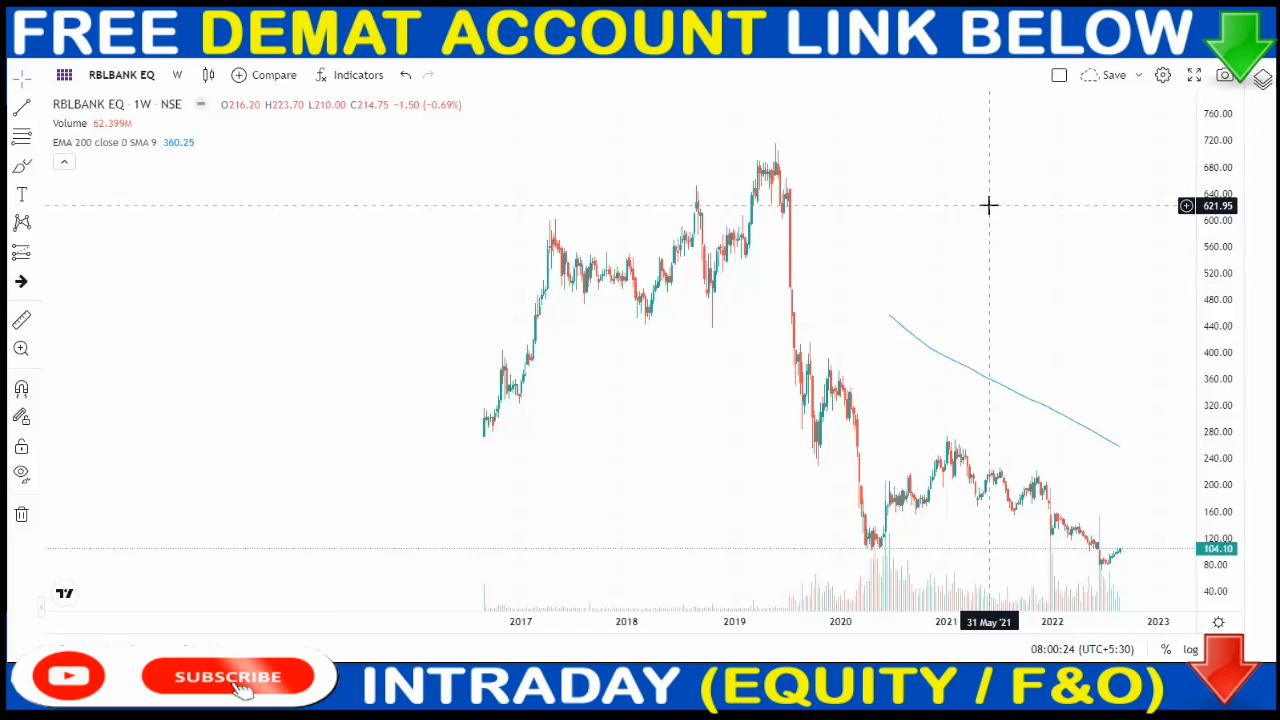 FREE DEMAT ACCOUNT LINK BELOW
RBLBANK EQ W Compare Indicators Save
RBLBANK EQ · 1W · NSE O216.20 H223.70 L210.00 C214.75 −1.50 (−0.69%)
Volume 62.399M
EMA 200 close 0 SMA 9 360.25
760.00
720.00
680.00
640.00
621.95
600.00
560.00
520.00
480.00
440.00
400.00
360.00
320.00
280.00
240.00
200.00
160.00
120.00
104.10
80.00
40.00
2017 2018 2019 2020 2021 31 May '21 2022 2023
08:00:24 (UTC+5:30) % log
SUBSCRIBE
INTRADAY (EQUITY / F&O)